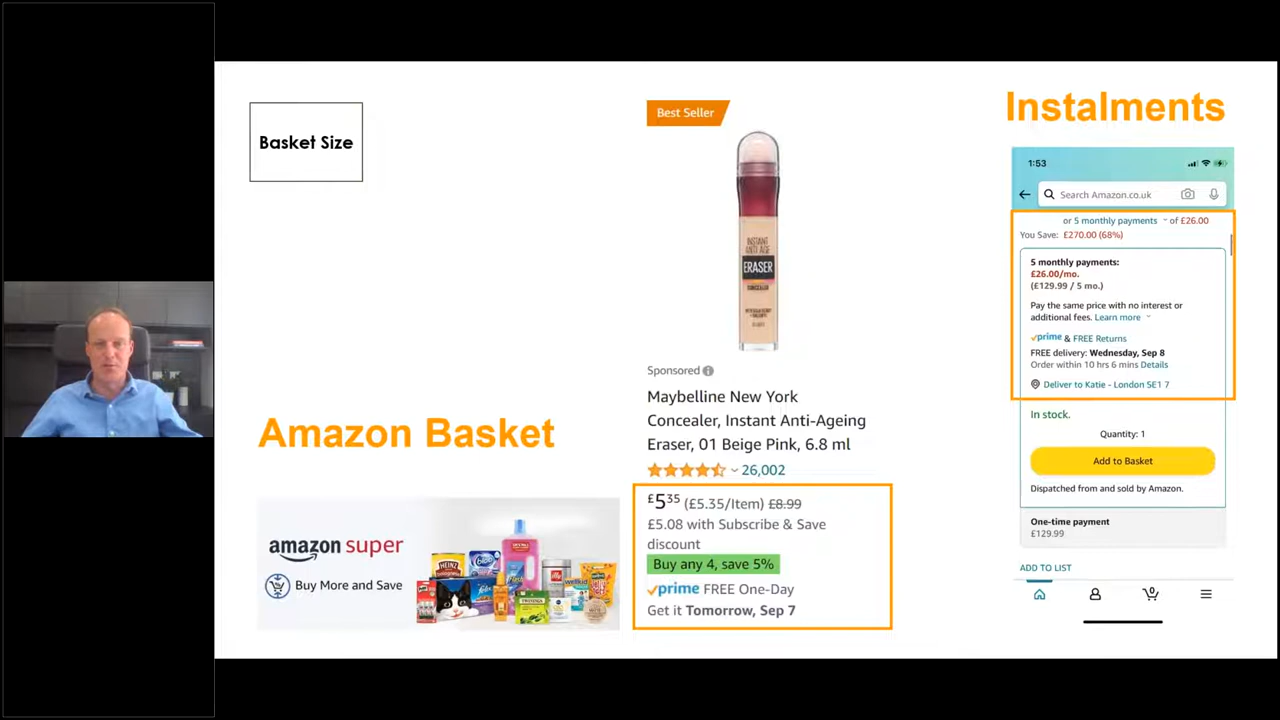 Basket Size
Amazon Basket
amazon super
Buy More and Save
HEINZ
Felix
Flash
illy
Best Seller
INSTANT
ANTI-AGE
ERASER
CONCEALER
Sponsored
Maybelline New York
Concealer, Instant Anti-Ageing
Eraser, 01 Beige Pink, 6.8 ml
26,002
£5³⁵ (£5.35/Item) £8.99
£5.08 with Subscribe & Save
discount
Buy any 4, save 5%
prime FREE One-Day
Get it Tomorrow, Sep 7
Instalments
1:53
Search Amazon.co.uk
or 5 monthly payments of £26.00
You Save: £270.00 (68%)
5 monthly payments:
£26.00/mo.
(£129.99 / 5 mo.)
Pay the same price with no interest or
additional fees. Learn more
prime & FREE Returns
FREE delivery: Wednesday, Sep 8
Order within 10 hrs 6 mins Details
Deliver to Katie - London SE1 7
In stock.
Quantity: 1
Add to Basket
Dispatched from and sold by Amazon.
One-time payment
£129.99
ADD TO LIST
0